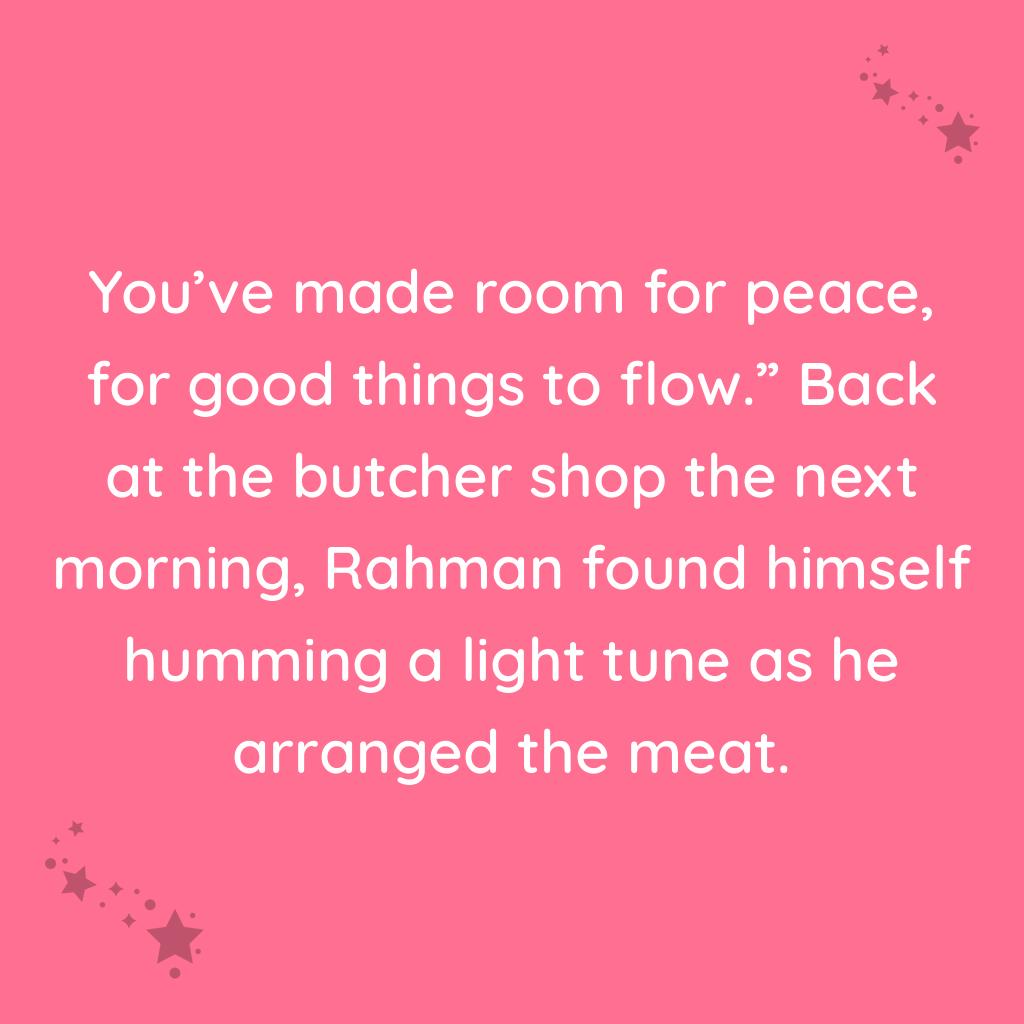 You’ve made room for peace,
for good things to flow.” Back
at the butcher shop the next
morning, Rahman found himself
humming a light tune as he
arranged the meat.